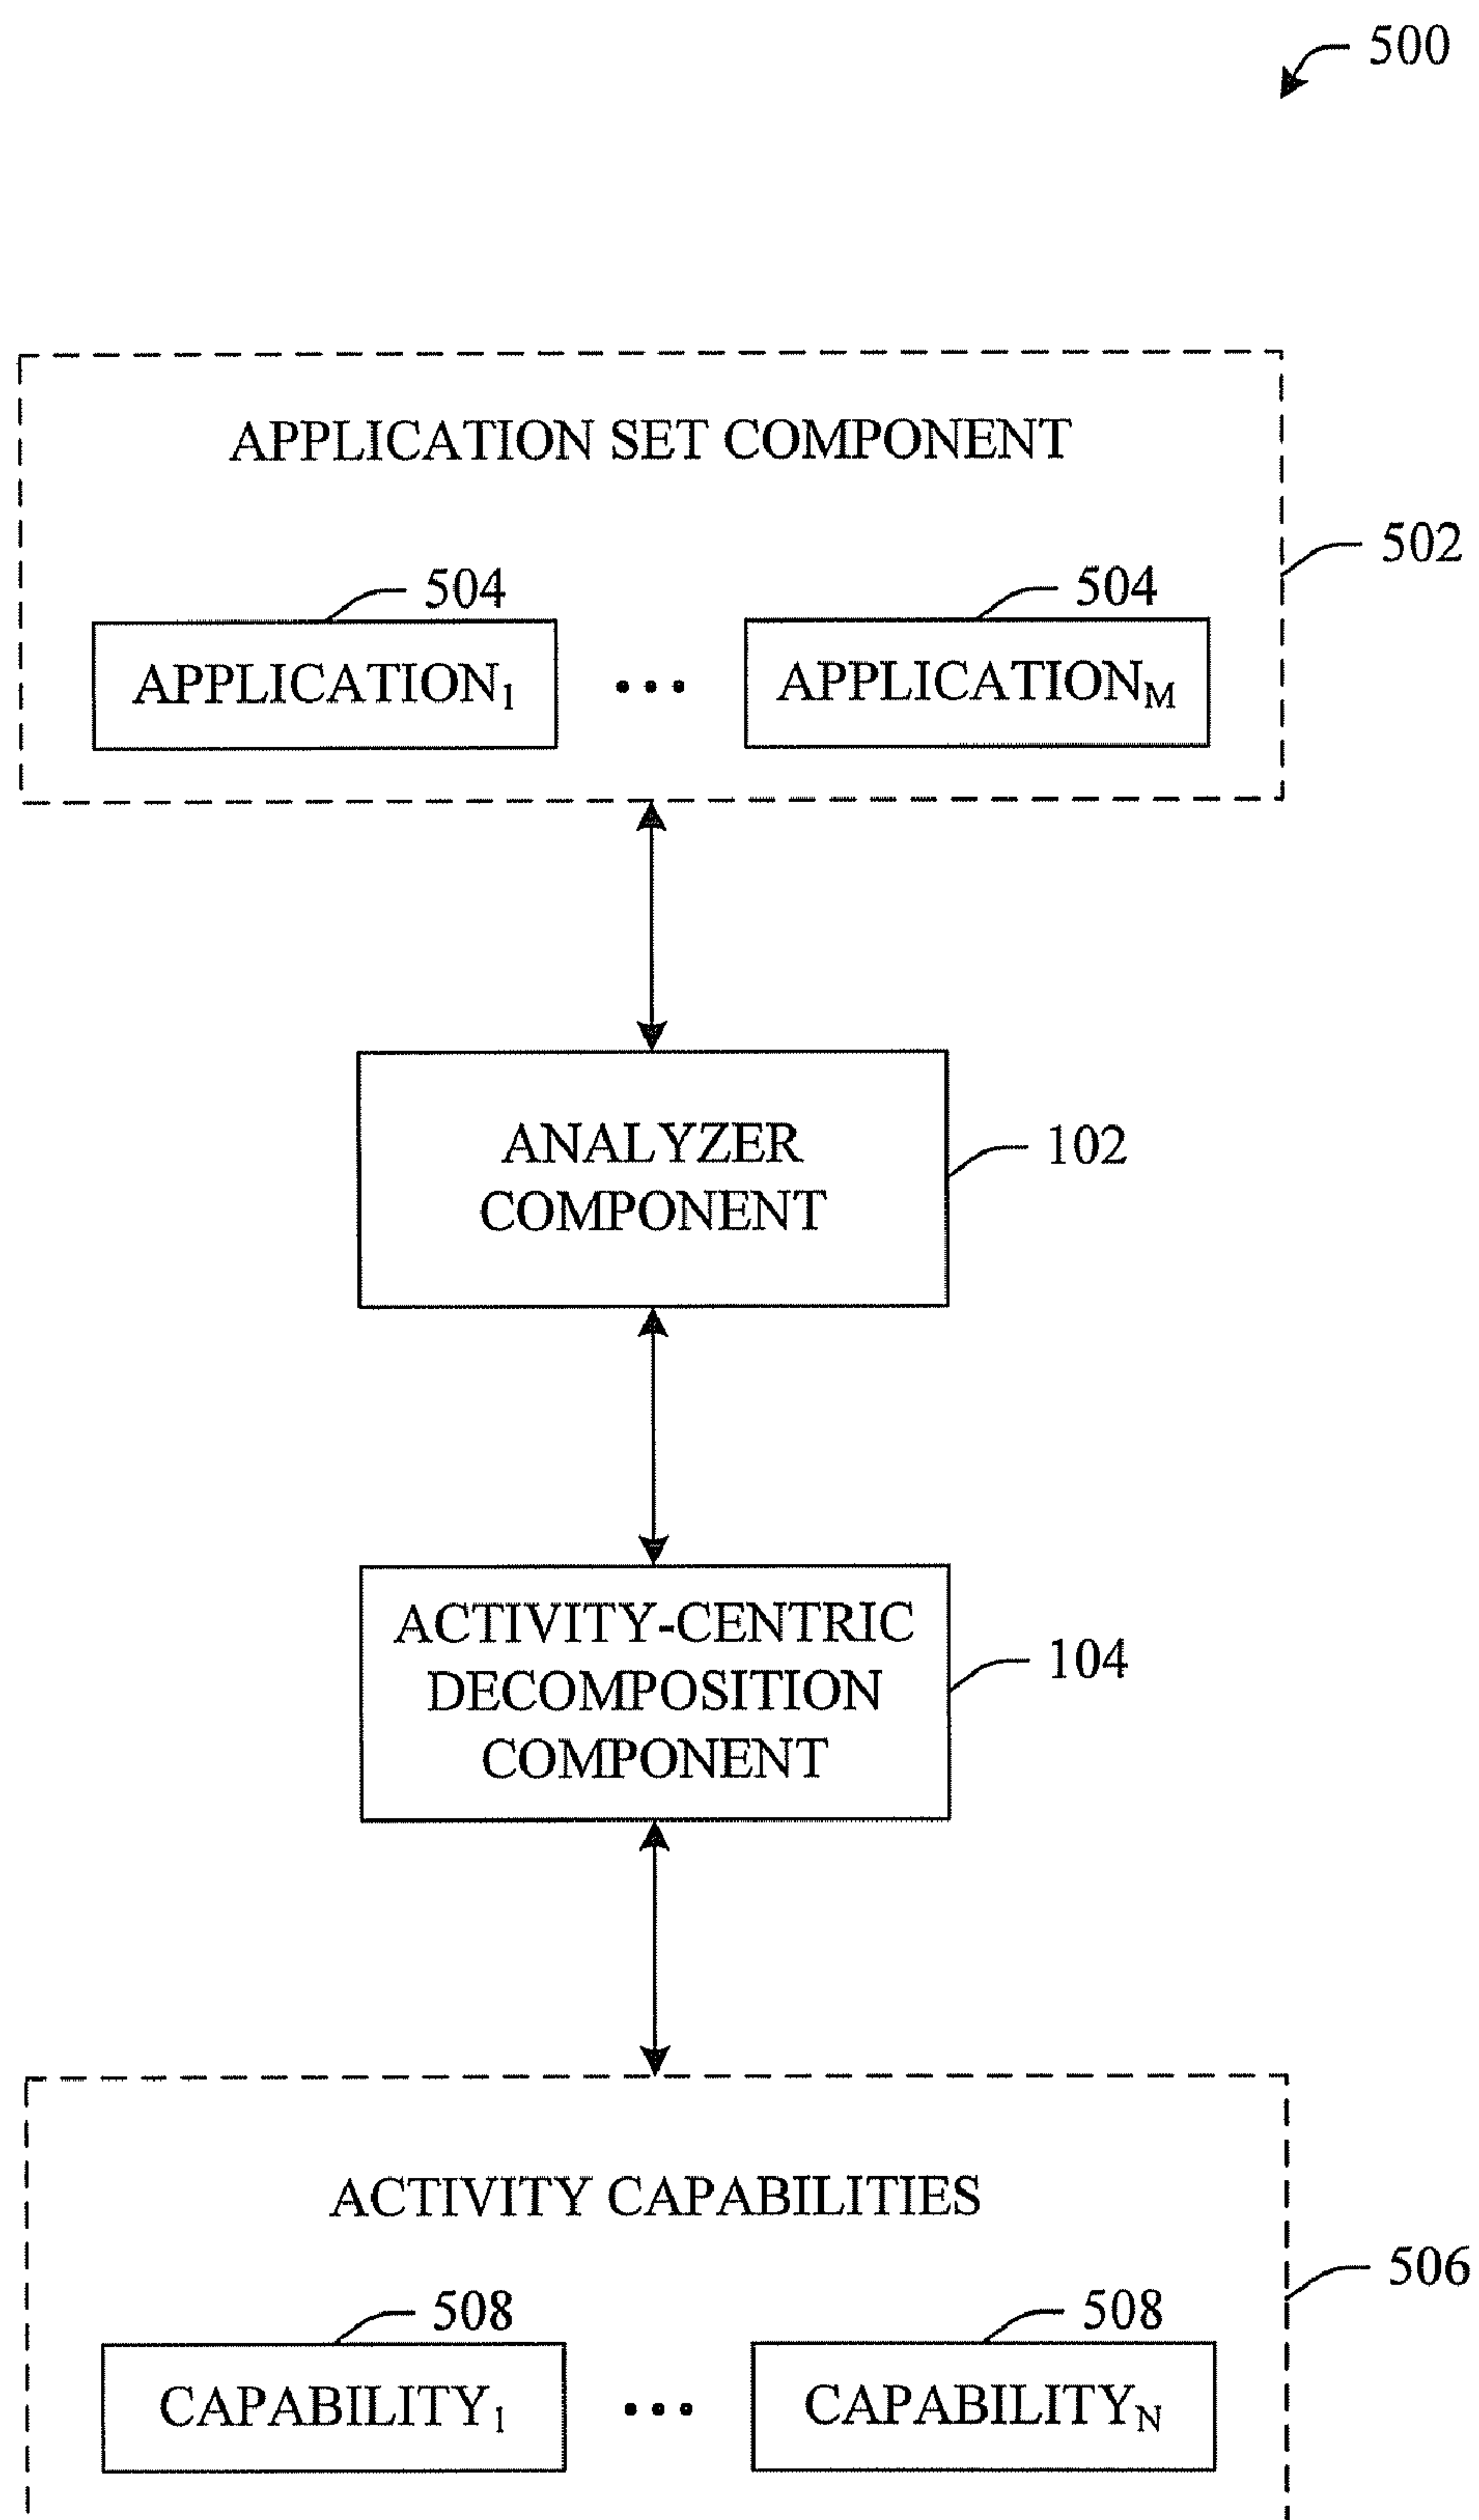 500
APPLICATION SET COMPONENT
502
504
504
APPLICATION₁
...
APPLICATIONM
ANALYZER
COMPONENT
102
ACTIVITY-CENTRIC
DECOMPOSITION
COMPONENT
104
ACTIVITY CAPABILITIES
506
508
508
CAPABILITY₁
...
CAPABILITYN